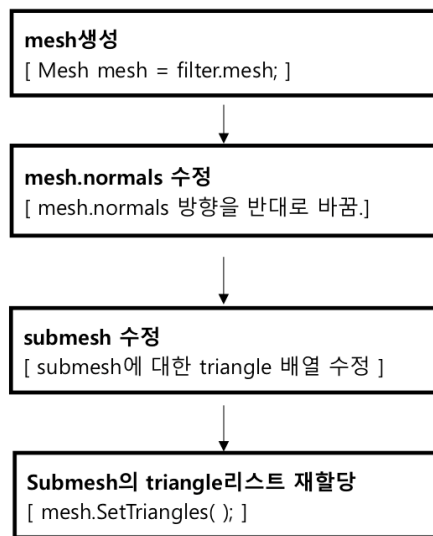 mesh생성
[ Mesh mesh = filter.mesh; ]
mesh.normals 수정
[ mesh.normals 방향을 반대로 바꿈.]
submesh 수정
[ submesh에 대한 triangle 배열 수정 ]
Submesh의 triangle리스트 재할당
[ mesh.SetTriangles( ); ]